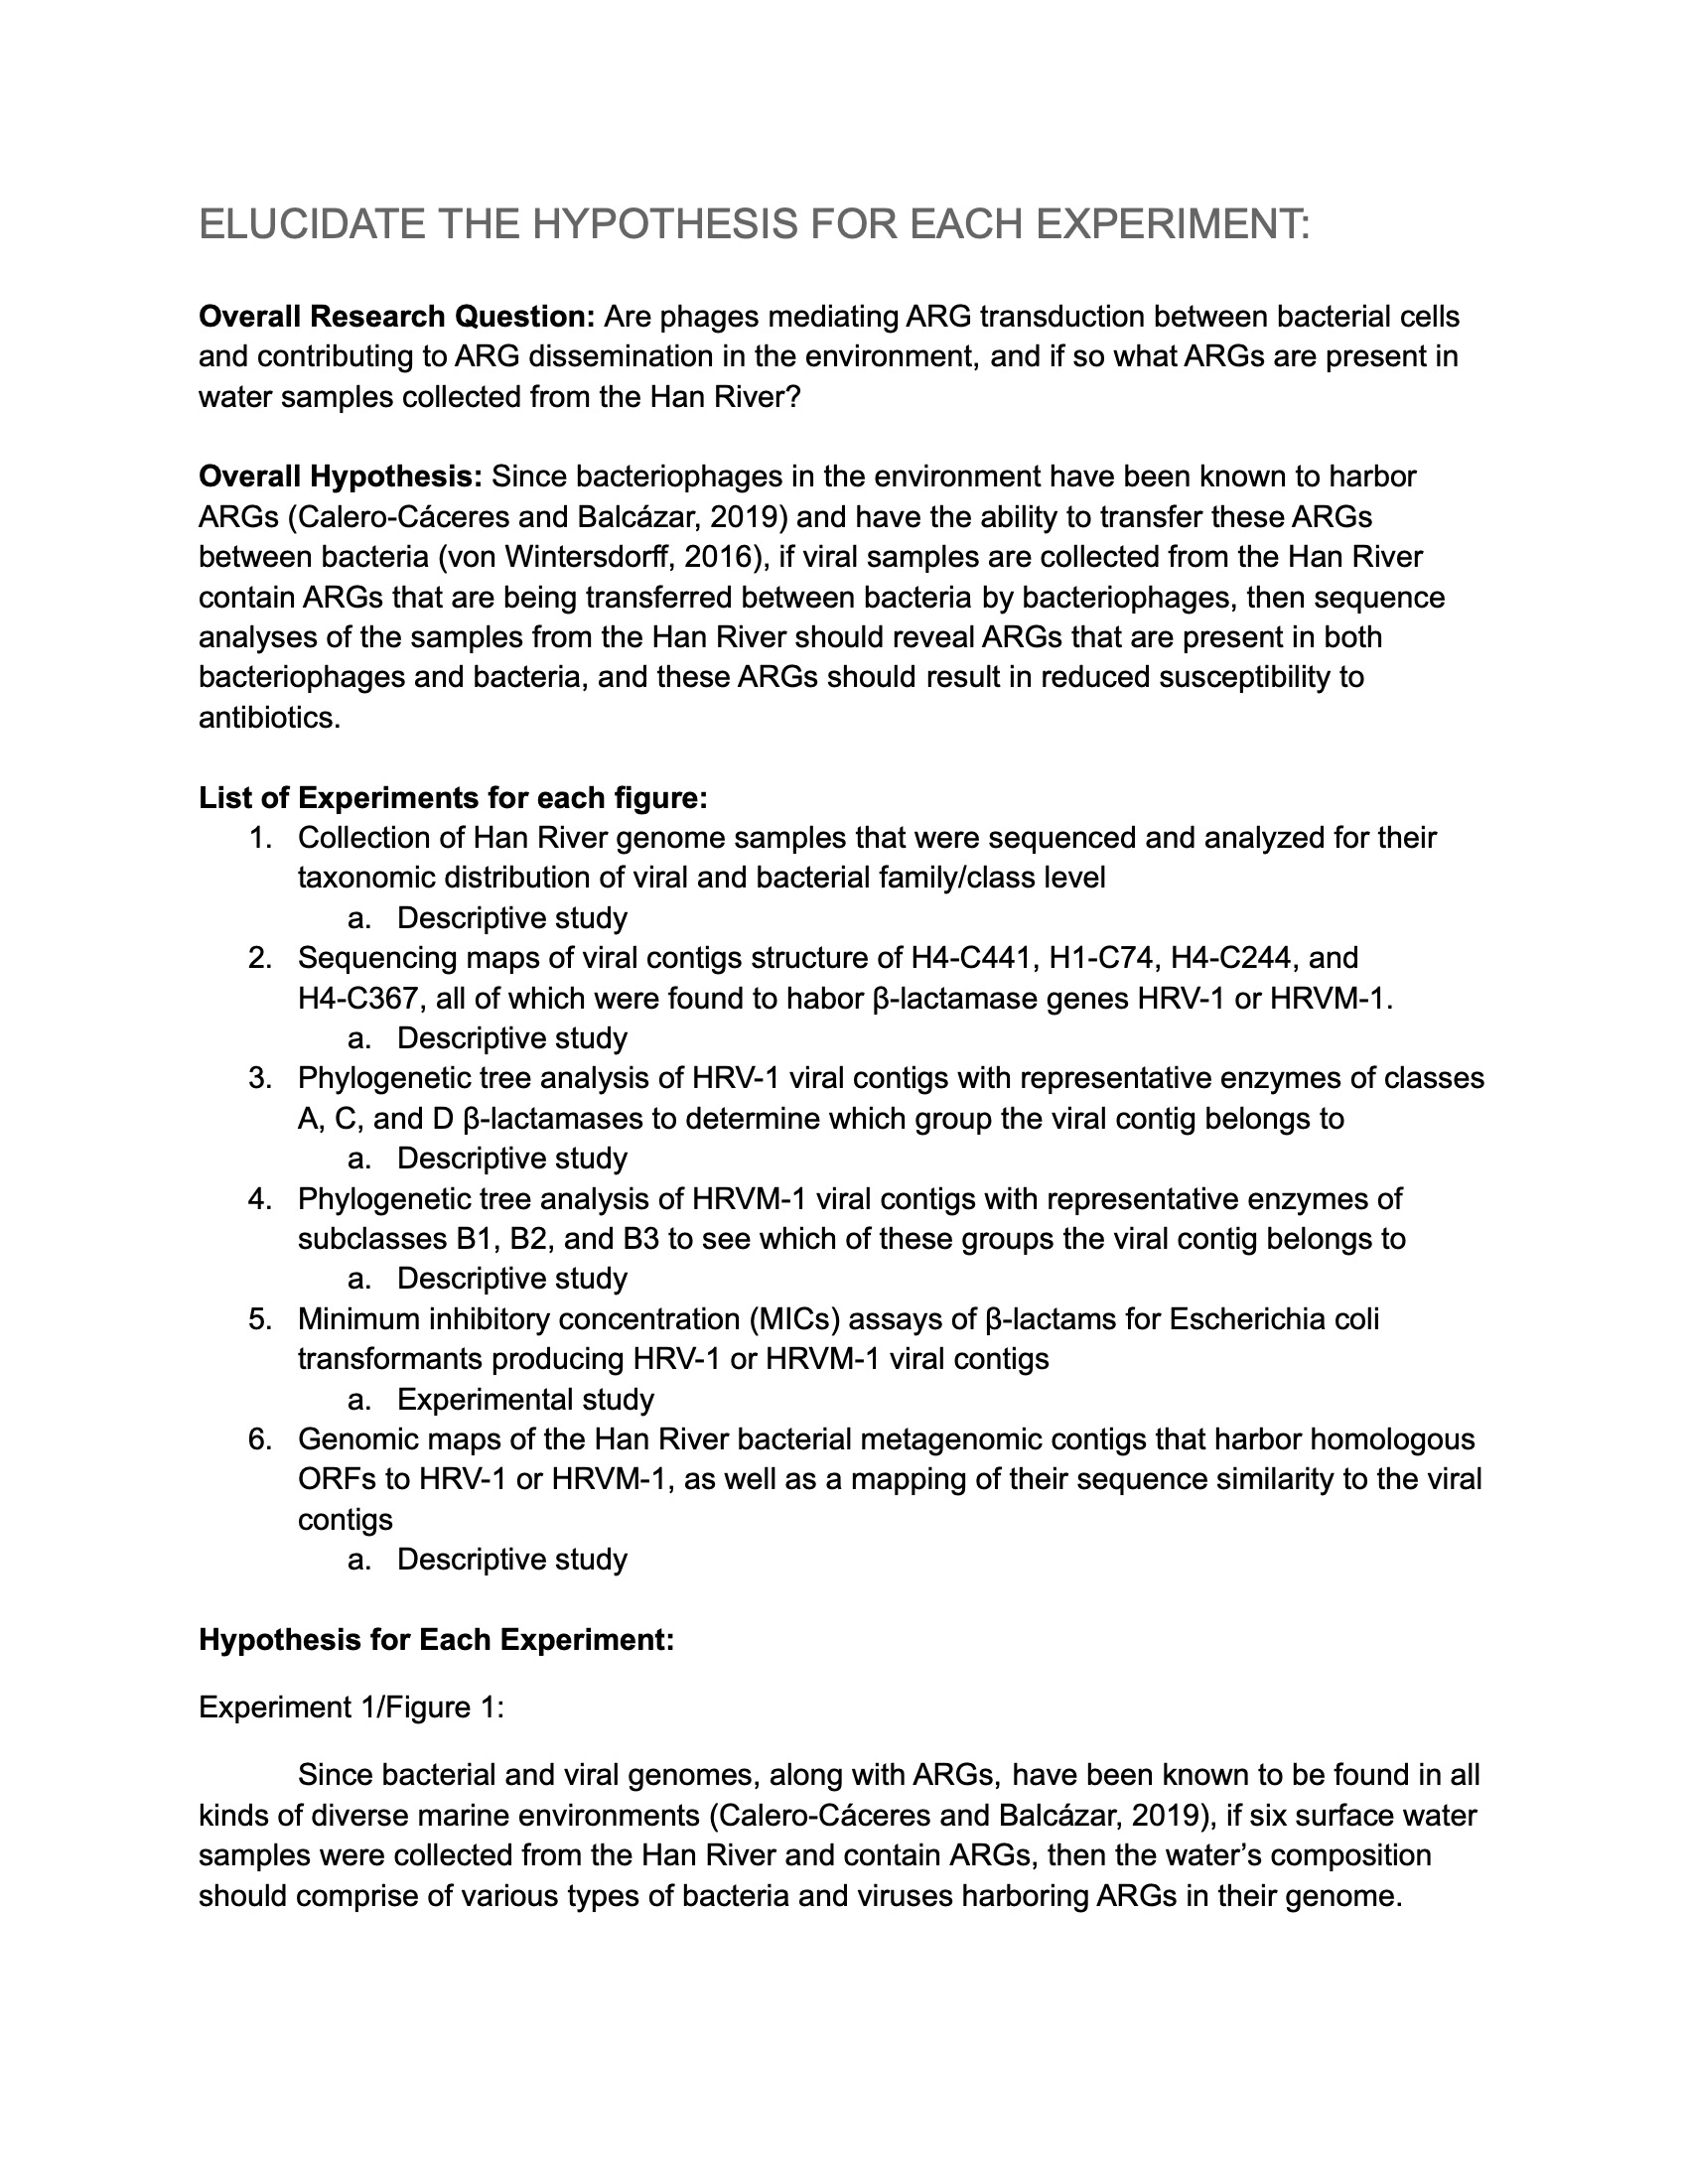 ELUCIDATE THE HYPOTHESIS FOR EACH EXPERIMENT:
Overall Research Question: Are phages mediating ARG transduction between bacterial cells
and contributing to ARG dissemination in the environment, and if so what ARGs are present in
water samples collected from the Han River?
Overall Hypothesis: Since bacteriophages in the environment have been known to harbor
ARGs (Calero-Cáceres and Balcázar, 2019) and have the ability to transfer these ARGs
between bacteria (von Wintersdorff, 2016), if viral samples are collected from the Han River
contain ARGs that are being transferred between bacteria by bacteriophages, then sequence
analyses of the samples from the Han River should reveal ARGs that are present in both
bacteriophages and bacteria, and these ARGs should result in reduced susceptibility to
antibiotics.
List of Experiments for each figure:
1. Collection of Han River genome samples that were sequenced and analyzed for their
taxonomic distribution of viral and bacterial family/class level
a. Descriptive study
2. Sequencing maps of viral contigs structure of H4-C441, H1-C74, H4-C244, and
H4-C367, all of which were found to habor β-lactamase genes HRV-1 or HRVM-1.
a. Descriptive study
3. Phylogenetic tree analysis of HRV-1 viral contigs with representative enzymes of classes
A, C, and D β-lactamases to determine which group the viral contig belongs to
a. Descriptive study
4. Phylogenetic tree analysis of HRVM-1 viral contigs with representative enzymes of
subclasses B1, B2, and B3 to see which of these groups the viral contig belongs to
a. Descriptive study
5. Minimum inhibitory concentration (MICs) assays of β-lactams for Escherichia coli
transformants producing HRV-1 or HRVM-1 viral contigs
a. Experimental study
6. Genomic maps of the Han River bacterial metagenomic contigs that harbor homologous
ORFs to HRV-1 or HRVM-1, as well as a mapping of their sequence similarity to the viral
contigs
a. Descriptive study
Hypothesis for Each Experiment:
Experiment 1/Figure 1:
Since bacterial and viral genomes, along with ARGs, have been known to be found in all
kinds of diverse marine environments (Calero-Cáceres and Balcázar, 2019), if six surface water
samples were collected from the Han River and contain ARGs, then the water’s composition
should comprise of various types of bacteria and viruses harboring ARGs in their genome.